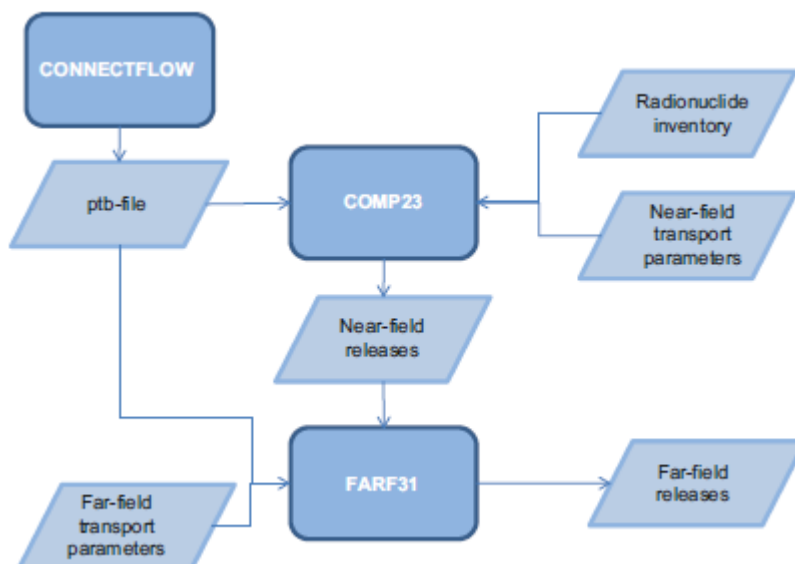 CONNECTFLOW
Radionuclide
inventory
ptb-file
COMP23
Near-field
transport
parameters
Near-field
releases
FARF31
Far-field
releases
Far-field
transport
parameters